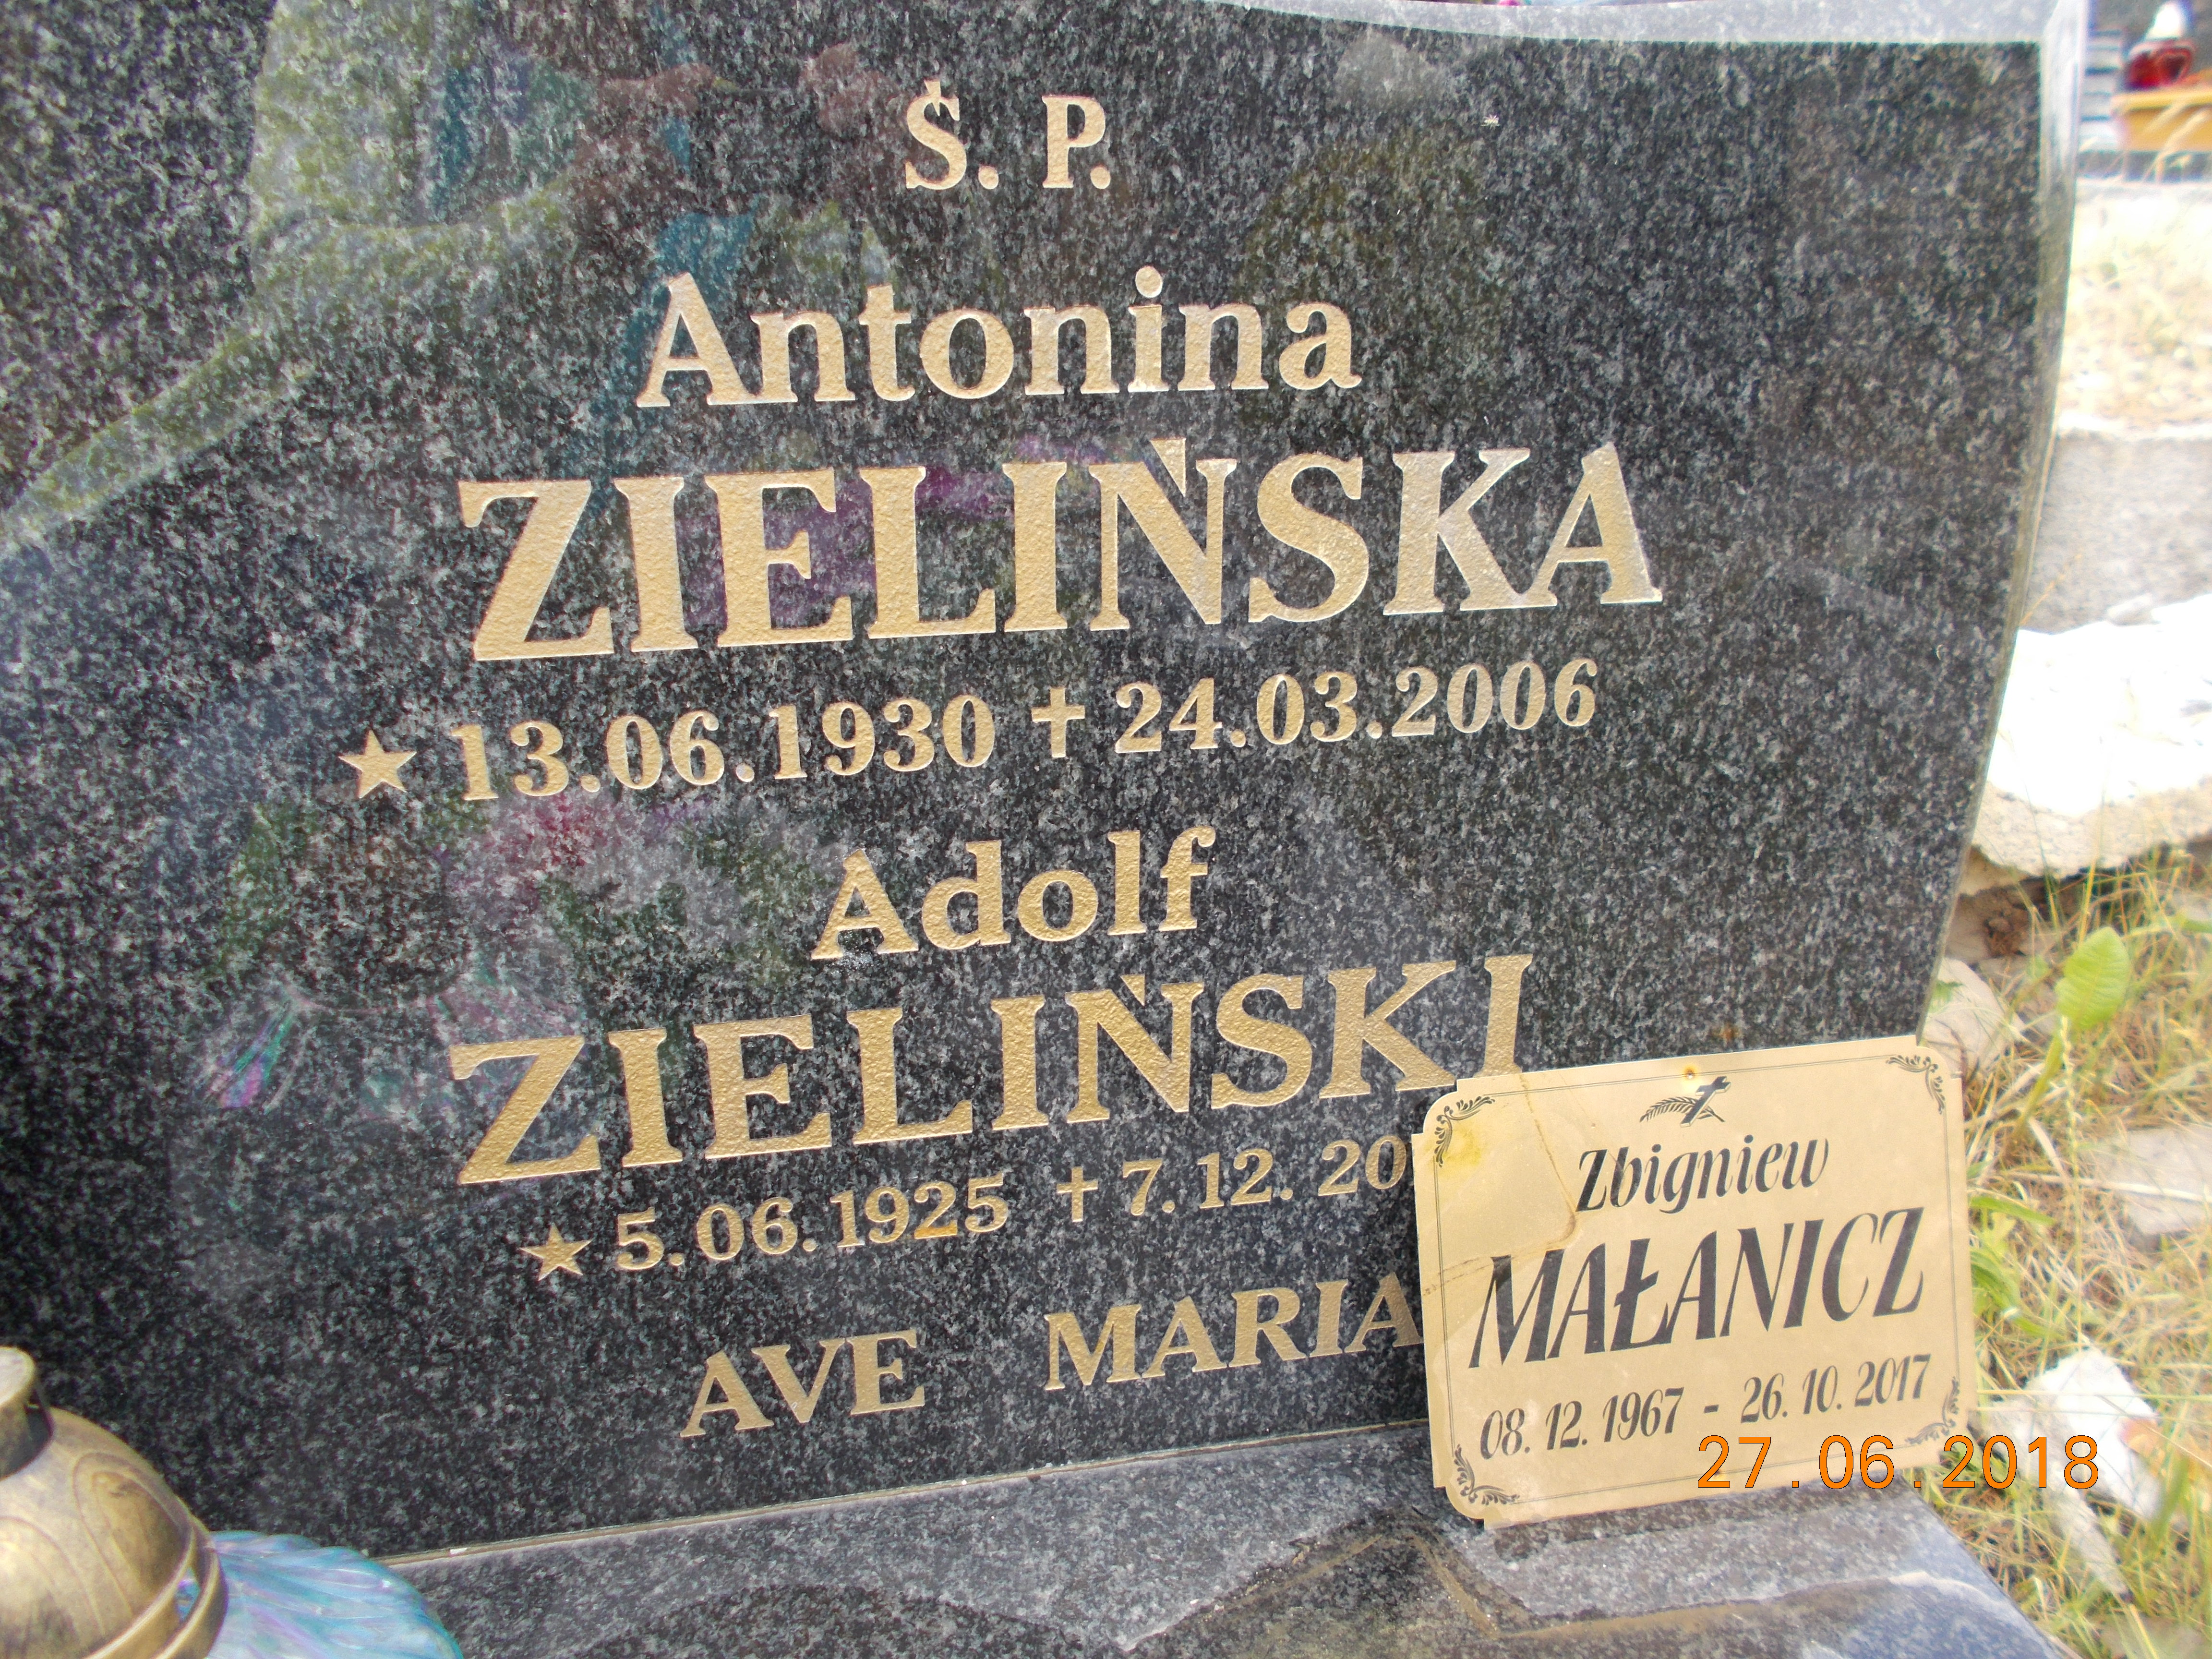 Ś. P.
Antonina
ZIELIŃSKA
★ 13.06.1930 ✝ 24.03.2006
Adolf
ZIELIŃSKI
★ 5.06.1925 ✝ 7.12.
AVE MARIA
Zbigniew
MAŁANICZ
08. 12. 1967 - 26. 10. 2017
27.06.2018